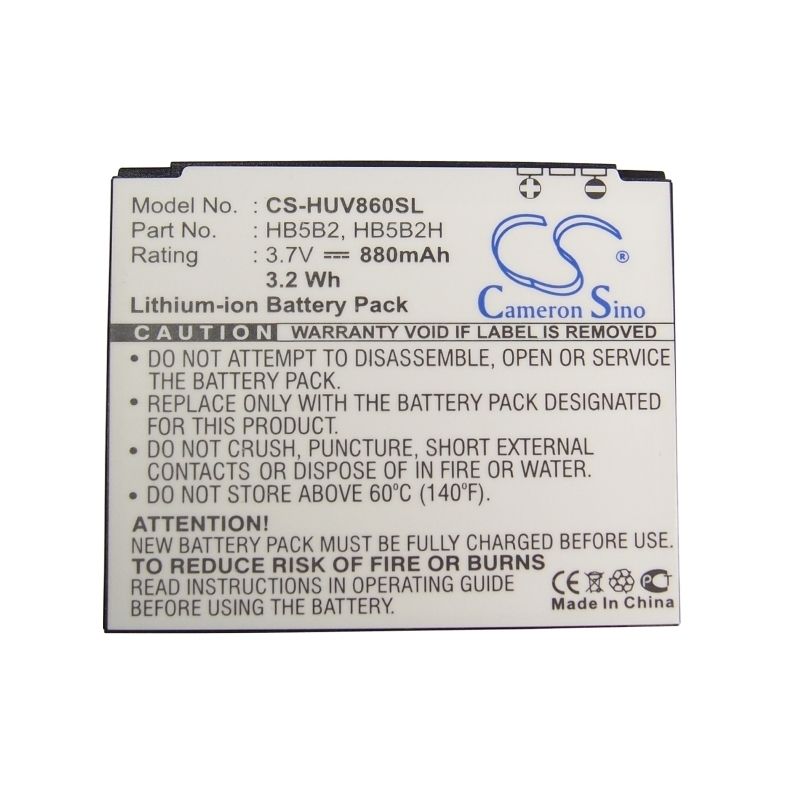 Model No. : CS-HUV860SL
Part No. : HB5B2, HB5B2H
Rating : 3.7V ⎓ 880mAh
3.2 Wh
Lithium-ion Battery Pack
CS ®
Cameron Sino
CAUTION WARRANTY VOID IF LABEL IS REMOVED
• DO NOT ATTEMPT TO DISASSEMBLE, OPEN OR SERVICE
THE BATTERY PACK.
• REPLACE ONLY WITH THE BATTERY PACK DESIGNATED
FOR THIS PRODUCT.
• DO NOT CRUSH, PUNCTURE, SHORT EXTERNAL
CONTACTS OR DISPOSED OF IN FIRE OR WATER.
• DO NOT STORE ABOVE 60°C (140°F).
ATTENTION!
NEW BATTERY PACK MUST BE FULLY CHARGED BEFORE USE.
TO REDUCE RISK OF FIRE OR BURNS
READ INSTRUCTIONS IN OPERATING GUIDE
BEFORE USING THE BATTERY.
CE
Made In China